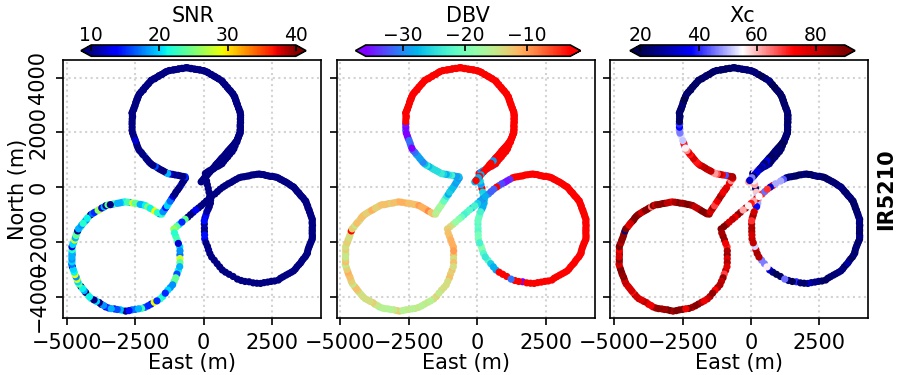 SNR DBV Xc
10 20 30 40 −30 −20 −10 20 40 60 80
4000
2000
0
−2000
−4000
North (m)
IR5210
−5000 −2500 0 2500 −5000 −2500 0 2500 −5000 −2500 0 2500
East (m) East (m) East (m)